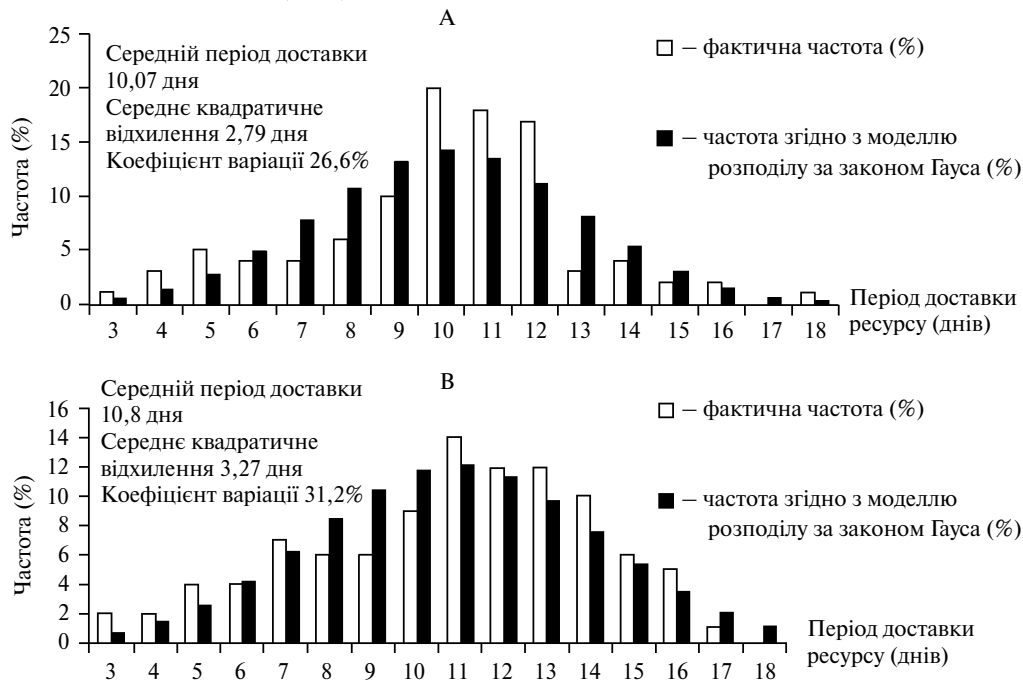 А
25
20
15
10
5
0
Частота (%)
Середній період доставки
10,07 дня
Середнє квадратичне
відхилення 2,79 дня
Коефіцієнт варіації 26,6%
– фактична частота (%)
– частота згідно з моделлю
розподілу за законом Гауса (%)
3 4 5 6 7 8 9 10 11 12 13 14 15 16 17 18
Період доставки
ресурсу (днів)
В
16
14
12
10
8
6
4
2
0
Частота (%)
Середній період доставки
10,8 дня
Середнє квадратичне
відхилення 3,27 дня
Коефіцієнт варіації 31,2%
– фактична частота (%)
– частота згідно з моделлю
розподілу за законом Гауса (%)
3 4 5 6 7 8 9 10 11 12 13 14 15 16 17 18
Період доставки
ресурсу (днів)